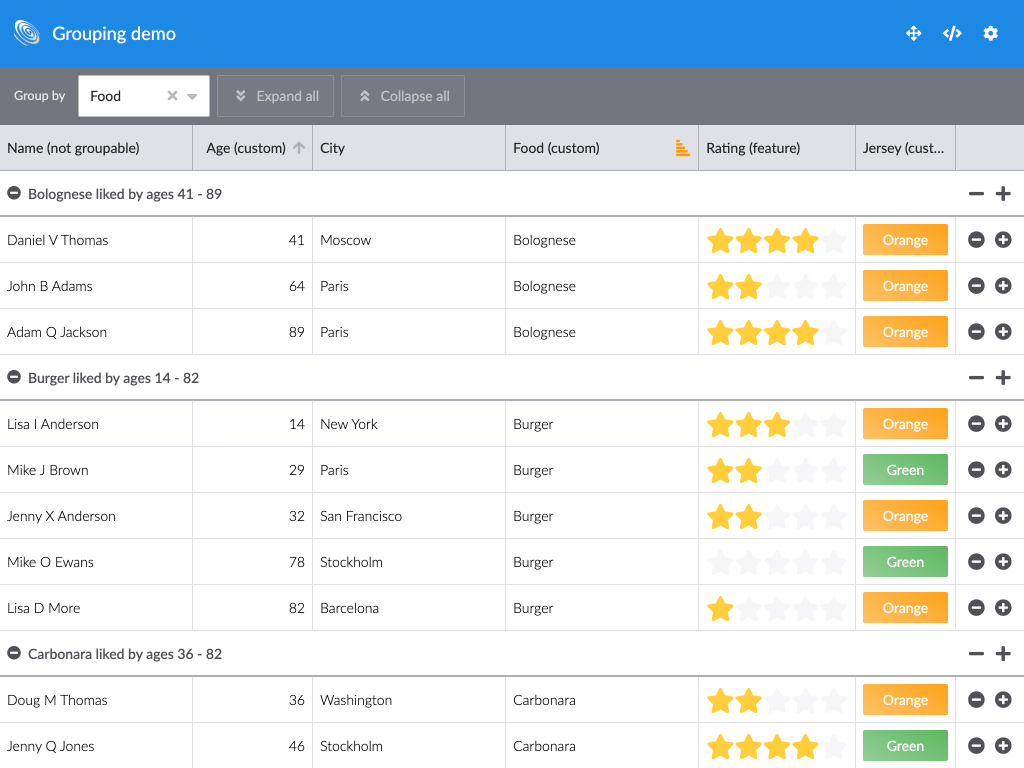 Grouping demo
Group by Food Expand all Collapse all
Name (not groupable) Age (custom) City Food (custom) Rating (feature) Jersey (cust...
Bolognese liked by ages 41 - 89
Daniel V Thomas 41 Moscow Bolognese Orange
John B Adams 64 Paris Bolognese Orange
Adam Q Jackson 89 Paris Bolognese Orange
Burger liked by ages 14 - 82
Lisa I Anderson 14 New York Burger Orange
Mike J Brown 29 Paris Burger Green
Jenny X Anderson 32 San Francisco Burger Orange
Mike O Ewans 78 Stockholm Burger Green
Lisa D More 82 Barcelona Burger Orange
Carbonara liked by ages 36 - 82
Doug M Thomas 36 Washington Carbonara Orange
Jenny Q Jones 46 Stockholm Carbonara Green